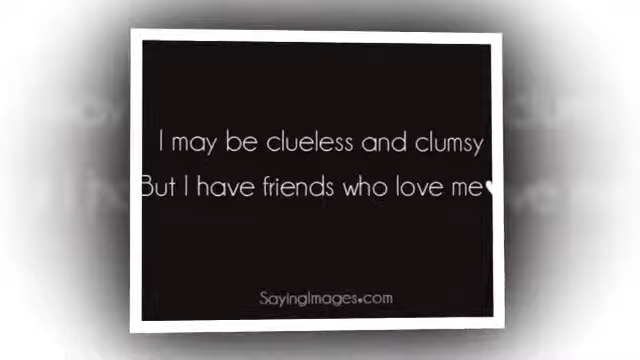 I may be clueless and clumsy
But I have friends who love me♥
SayingImages♥com